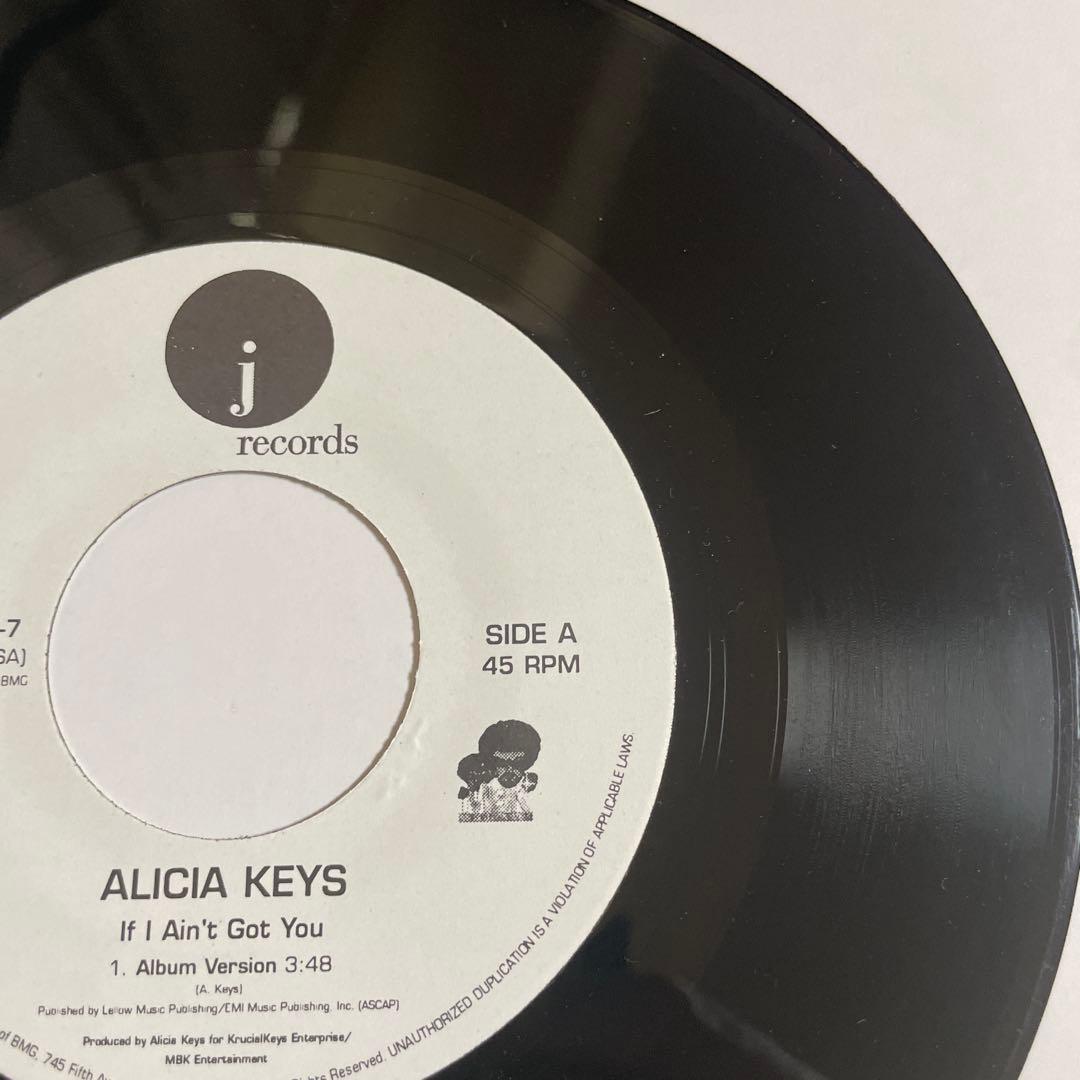 j
records
-7
SA)
BMG
SIDE A
45 RPM
ALICIA KEYS
If I Ain't Got You
1. Album Version 3:48
(A. Keys)
Published by Lellow Music Publishing/EMI Music Publishing, Inc. (ASCAP)
Produced by Alicia Keys for KrucialKeys Enterprise/
MBK Entertainment
of BMG, 745 Fifth
Reserved. UNAUTHORIZED DUPLICATION IS A VIOLATION OF APPLICABLE LAWS.